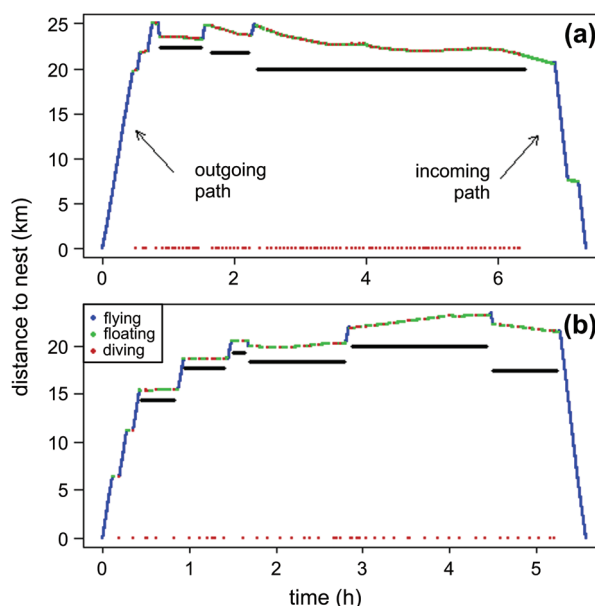 25
(a)
20
15
outgoing
path
incoming
path
10
5
0
0
2
4
6
distance to nest (km)
flying
floating
diving
(b)
20
15
10
5
0
0
1
2
3
4
5
time (h)